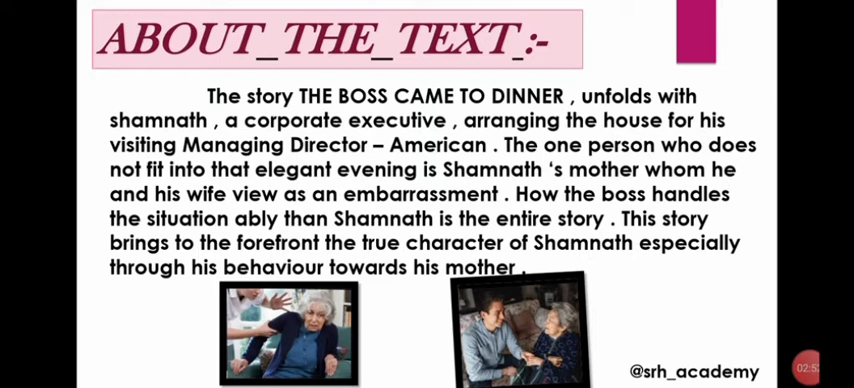 ABOUT_THE_TEXT_:-
The story THE BOSS CAME TO DINNER , unfolds with
shamnath , a corporate executive , arranging the house for his
visiting Managing Director – American . The one person who does
not fit into that elegant evening is Shamnath ‘s mother whom he
and his wife view as an embarrassment . How the boss handles
the situation ably than Shamnath is the entire story . This story
brings to the forefront the true character of Shamnath especially
through his behaviour towards his mother .
@srh_academy